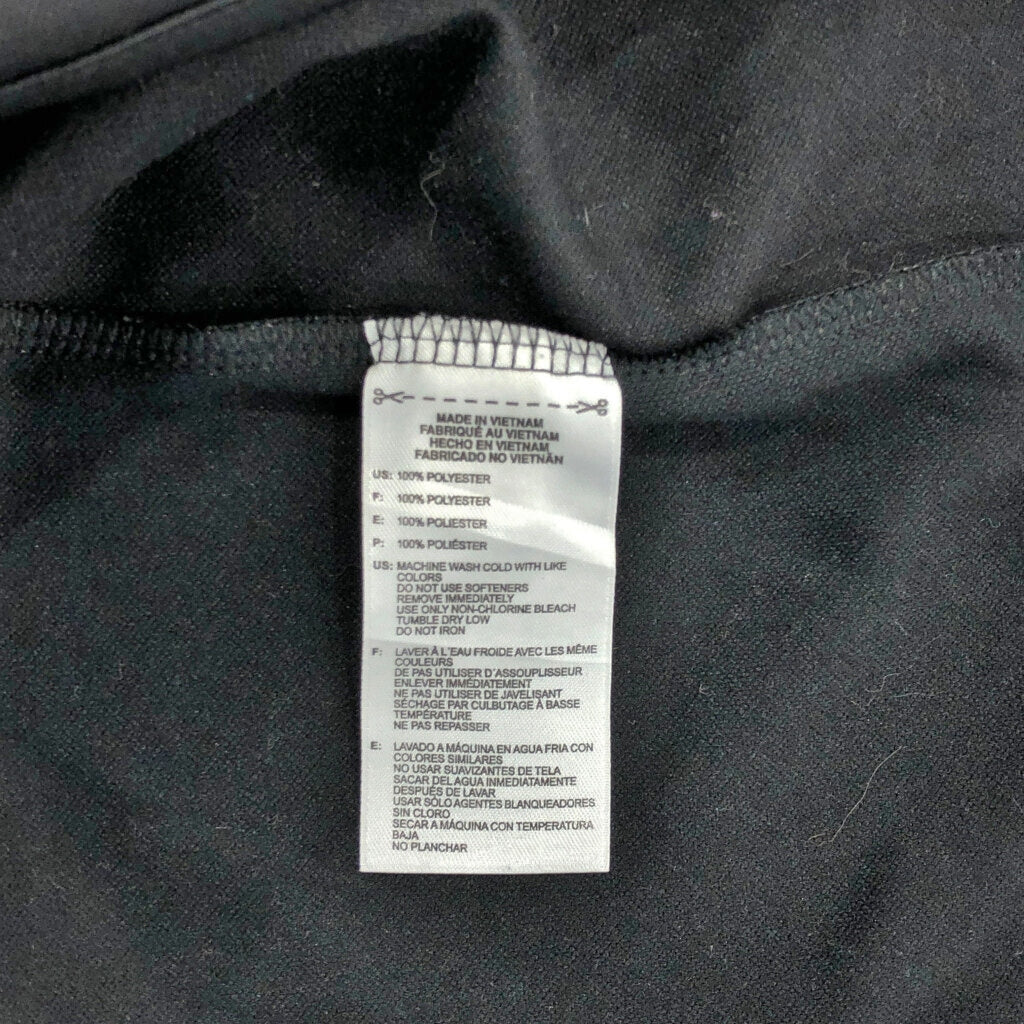 MADE IN VIETNAM
FABRIQUÉ AU VIETNAM
HECHO EN VIETNAM
FABRICADO NO VIETNÃN
US: 100% POLYESTER
F: 100% POLYESTER
E: 100% POLIESTER
P: 100% POLIÉSTER
US: MACHINE WASH COLD WITH LIKE
COLORS
DO NOT USE SOFTENERS
REMOVE IMMEDIATELY
USE ONLY NON-CHLORINE BLEACH
TUMBLE DRY LOW
DO NOT IRON
F: LAVER À L'EAU FROIDE AVEC LES MÊME
COULEURS
DE PAS UTILISER D'ASSOUPLISSEUR
ENLEVER IMMÉDIATEMENT
NE PAS UTILISER DE JAVELISANT
SÉCHAGE PAR CULBUTAGE À BASSE
TEMPÉRATURE
NE PAS REPASSER
E: LAVADO A MÁQUINA EN AGUA FRIA CON
COLORES SIMILARES
NO USAR SUAVIZANTES DE TELA
SACAR DEL AGUA INMEDIATAMENTE
DESPUÉS DE LAVAR
USAR SÓLO AGENTES BLANQUEADORES
SIN CLORO
SECAR A MÁQUINA CON TEMPERATURA
BAJA
NO PLANCHAR